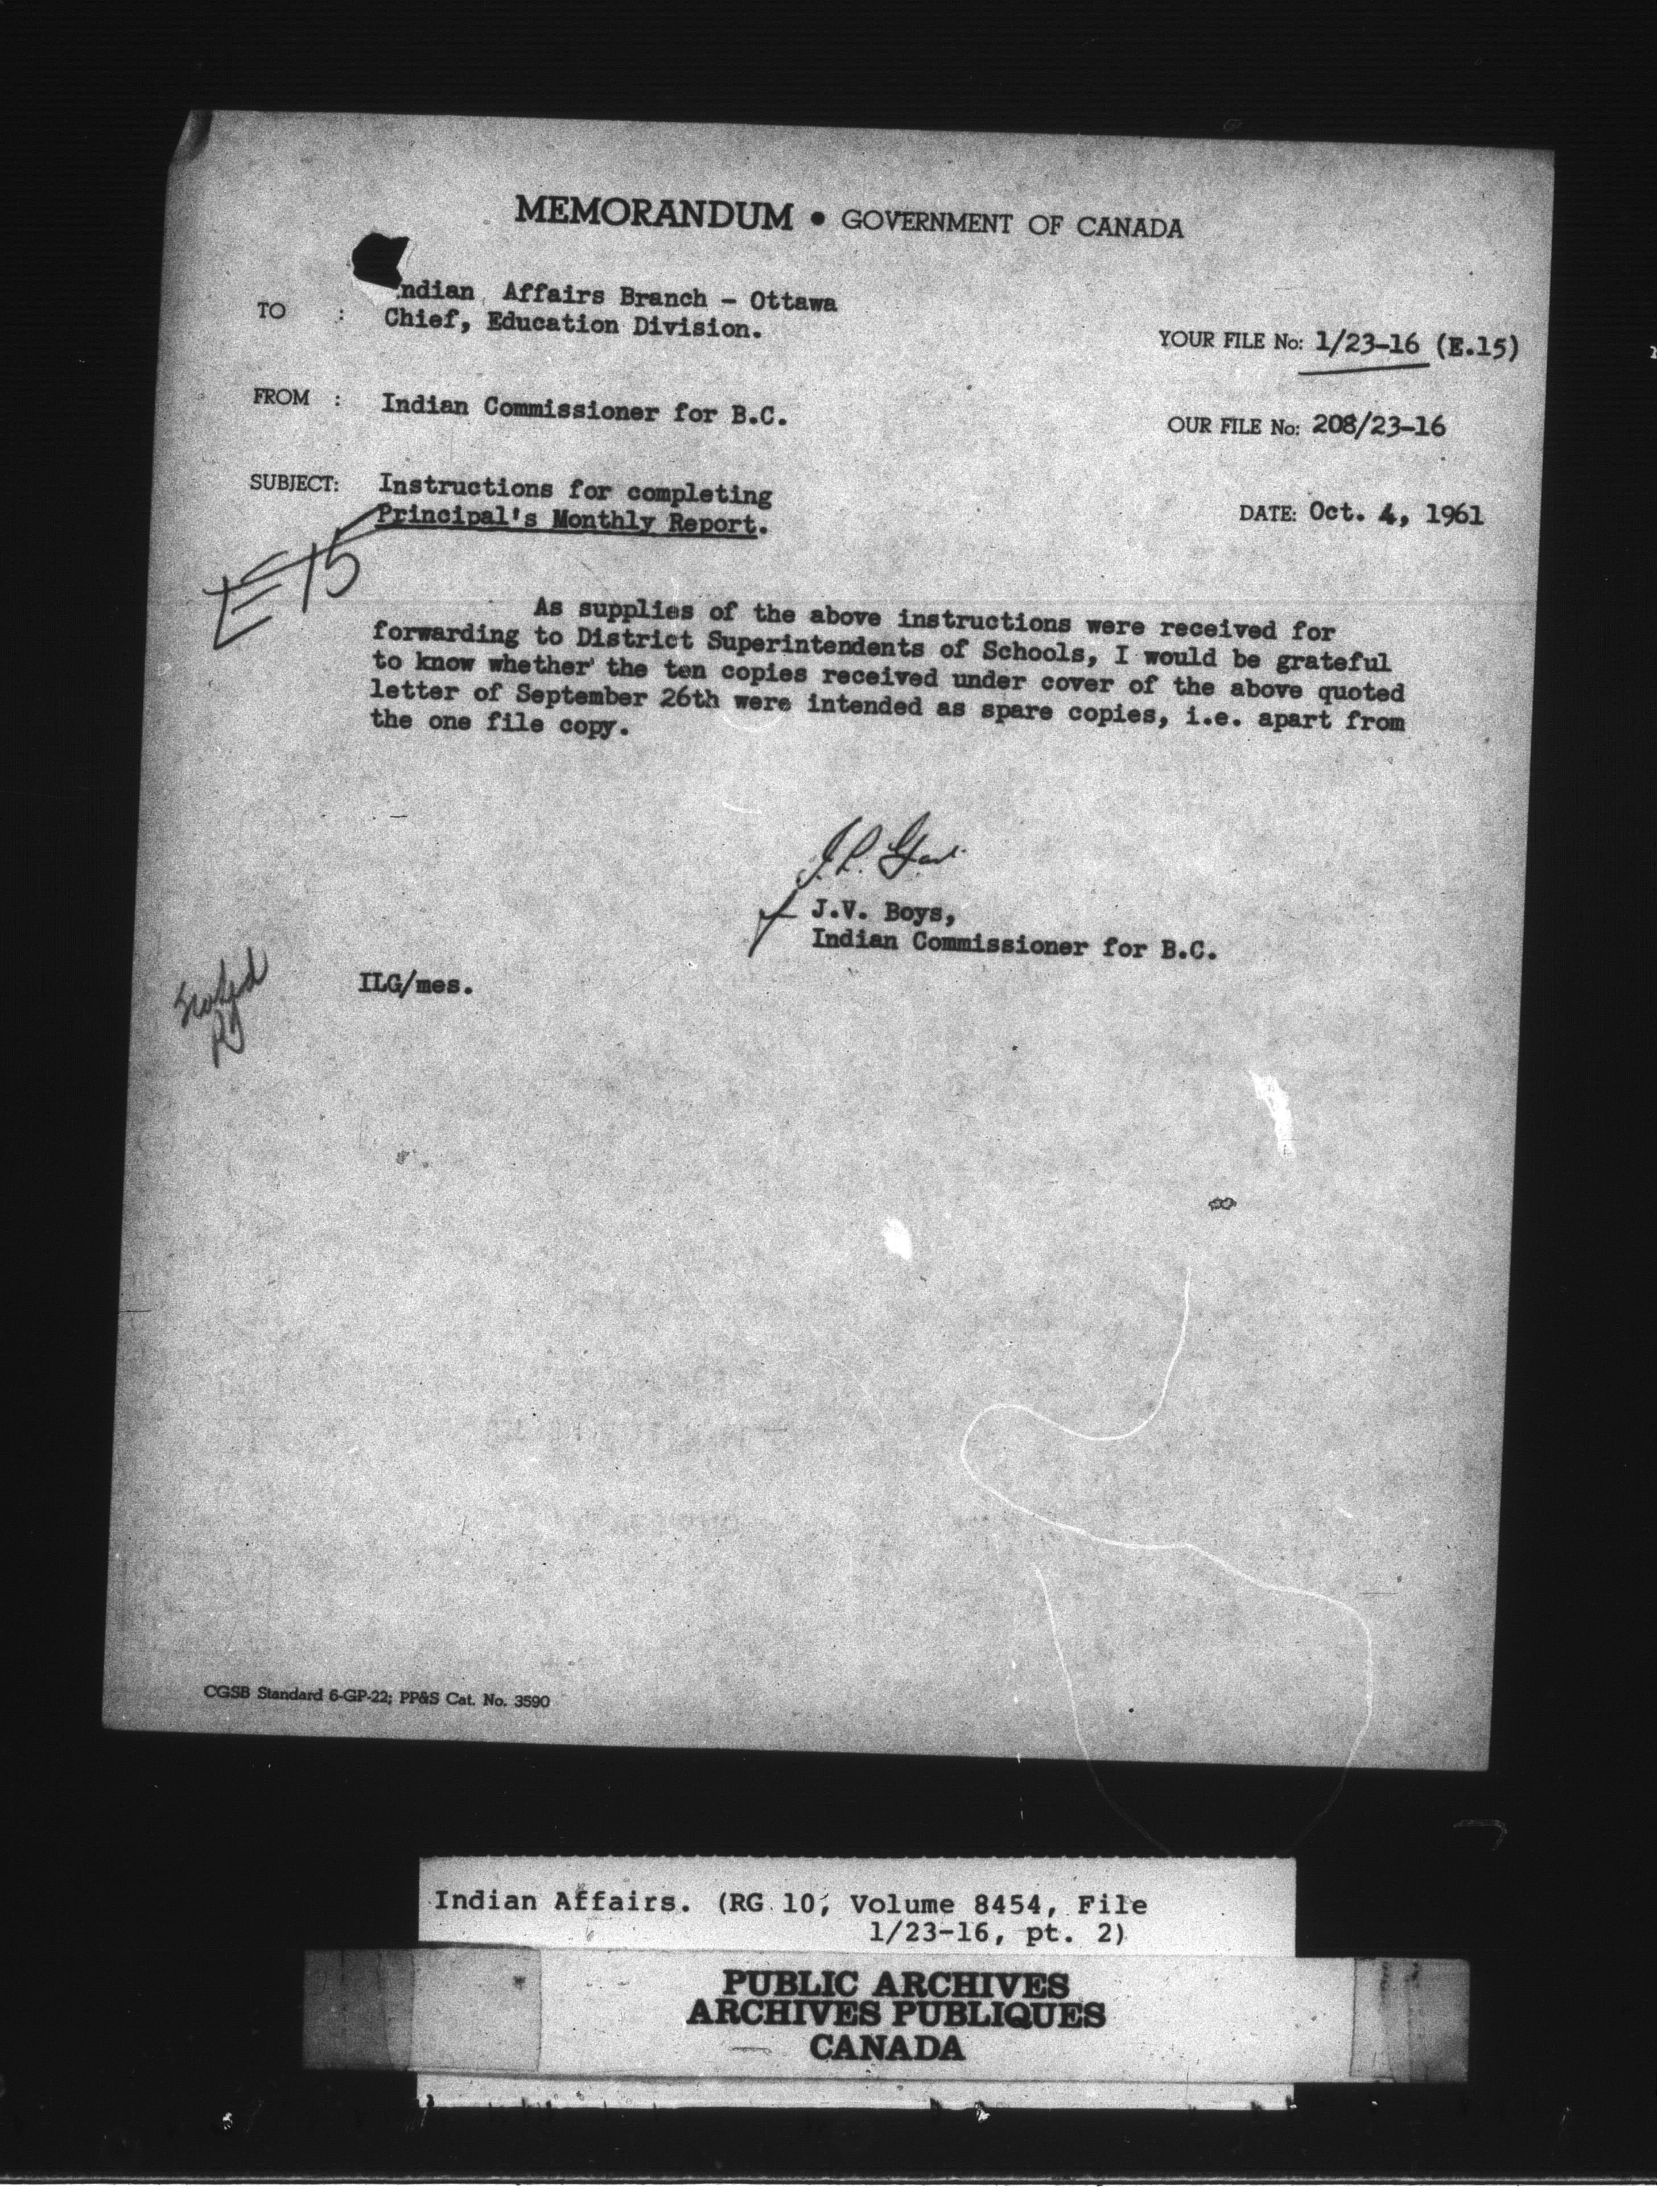 MEMORANDUM • GOVERNMENT OF CANADA
ndian Affairs Branch - Ottawa
TO : Chief, Education Division.
YOUR FILE No: 1/23-16 (E.15)
FROM : Indian Commissioner for B.C.
OUR FILE No: 208/23-16
SUBJECT: Instructions for completing
Principal's Monthly Report.
DATE: Oct. 4, 1961
E 15
As supplies of the above instructions were received for
forwarding to District Superintendents of Schools, I would be grateful
to know whether the ten copies received under cover of the above quoted
letter of September 26th were intended as spare copies, i.e. apart from
the one file copy.
J.V. Boys,
Indian Commissioner for B.C.
ILG/mes.
CGSB Standard 6-GP-22; PP&S Cat. No. 3590
Indian Affairs. (RG 10, Volume 8454, File
1/23-16, pt. 2)
PUBLIC ARCHIVES
ARCHIVES PUBLIQUES
CANADA